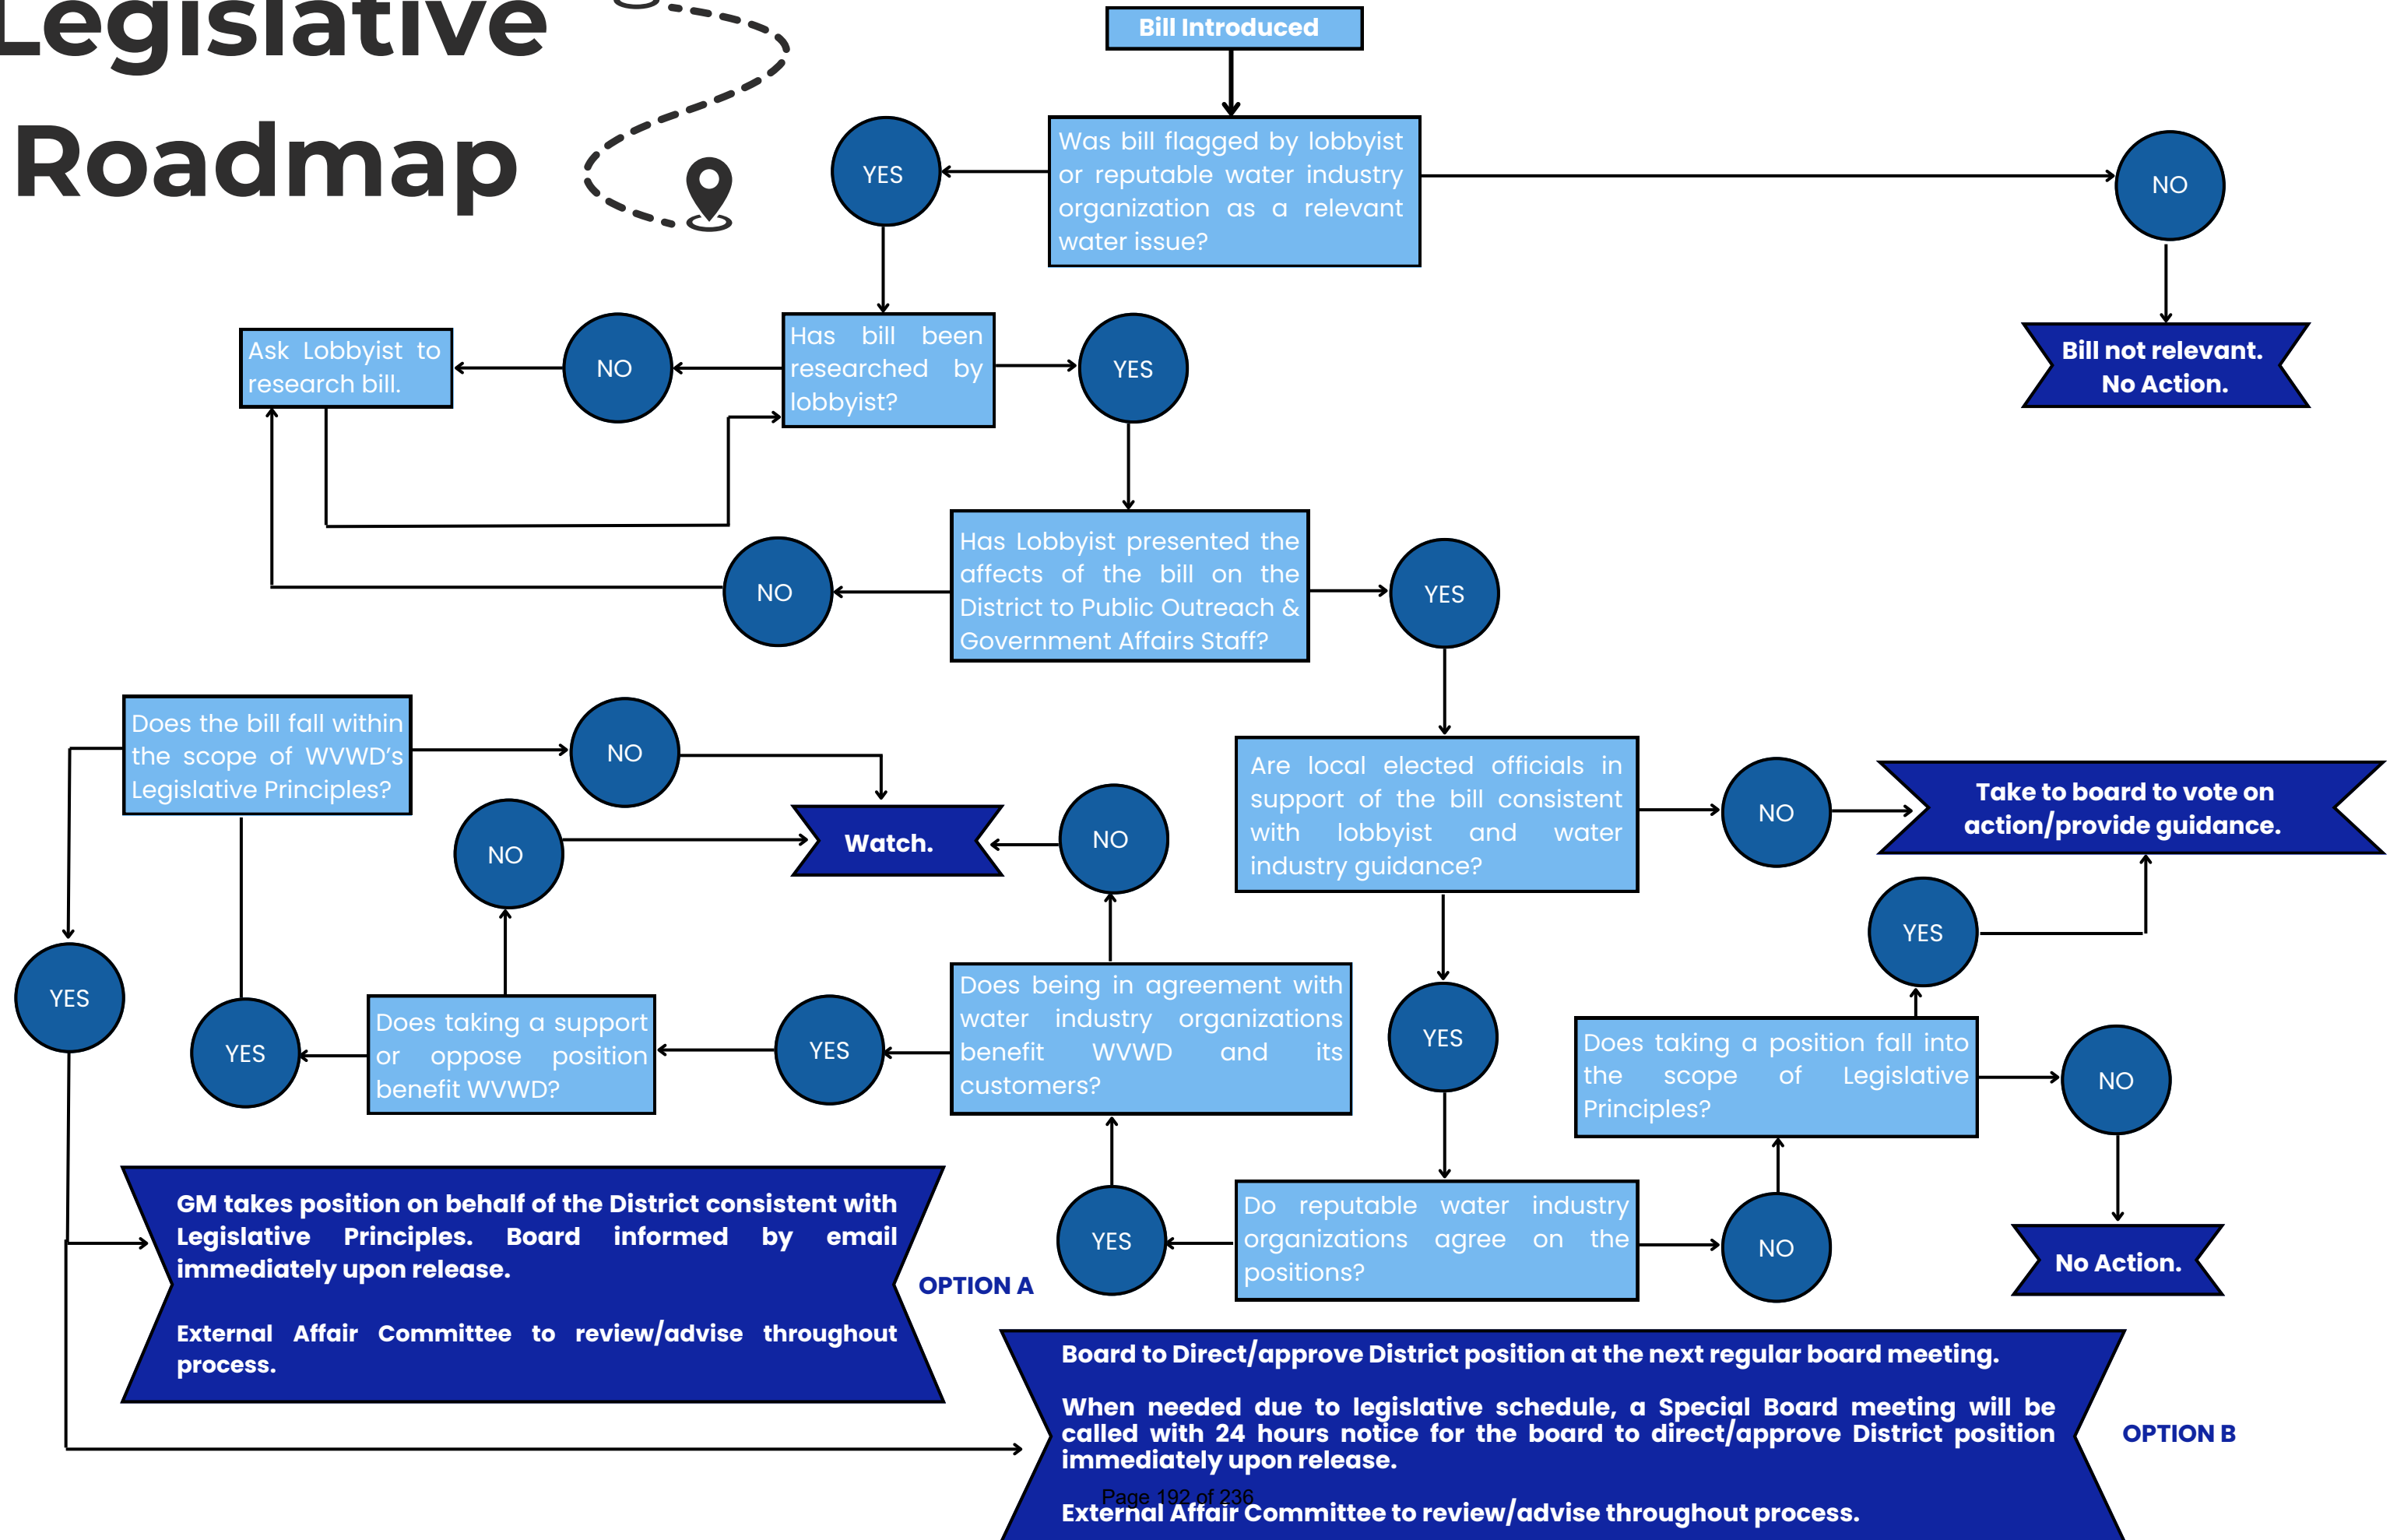 Legislative
Roadmap
Bill Introduced
Was bill flagged by lobbyist
or reputable water industry
organization as a relevant
water issue?
YES
NO
Bill not relevant.
No Action.
Has bill been
researched by
lobbyist?
NO
YES
Ask Lobbyist to
research bill.
Has Lobbyist presented the
affects of the bill on the
District to Public Outreach &
Government Affairs Staff?
NO
YES
Are local elected officials in
support of the bill consistent
with lobbyist and water
industry guidance?
NO
Take to board to vote on
action/provide guidance.
YES
Do reputable water industry
organizations agree on the
positions?
NO
Does taking a position fall into
the scope of Legislative
Principles?
YES
NO
No Action.
YES
Does being in agreement with
water industry organizations
benefit WVWD and its
customers?
NO
Watch.
YES
Does taking a support
or oppose position
benefit WVWD?
NO
YES
Does the bill fall within
the scope of WVWD’s
Legislative Principles?
NO
YES
GM takes position on behalf of the District consistent with
Legislative Principles. Board informed by email
immediately upon release.
External Affair Committee to review/advise throughout
process.
OPTION A
Board to Direct/approve District position at the next regular board meeting.
When needed due to legislative schedule, a Special Board meeting will be
called with 24 hours notice for the board to direct/approve District position
immediately upon release.
External Affair Committee to review/advise throughout process.
OPTION B
Page 192 of 236